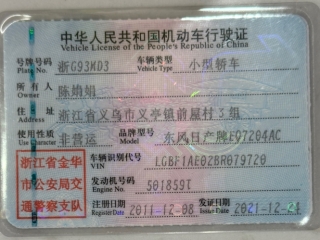 中华人民共和国机动车行驶证
Vehicle License of the People's Republic of China
号牌号码 浙G93MD3 车辆类型 小型轿车
Plate No. Vehicle Type
所有人 陈娟娟
Owner
住址 浙江省义乌市义亭镇前屋村5组
Address
使用性质 非营运 品牌型号 东风日产牌EQ7204AC
Use Character Model
浙江省金华市公安局交通警察支队
车辆识别代号 LGBF1AE02BR079720
VIN
发动机号码 501859T
Engine No.
注册日期 2011-12-08 发证日期 2021-12-24
Register Date Issue Date